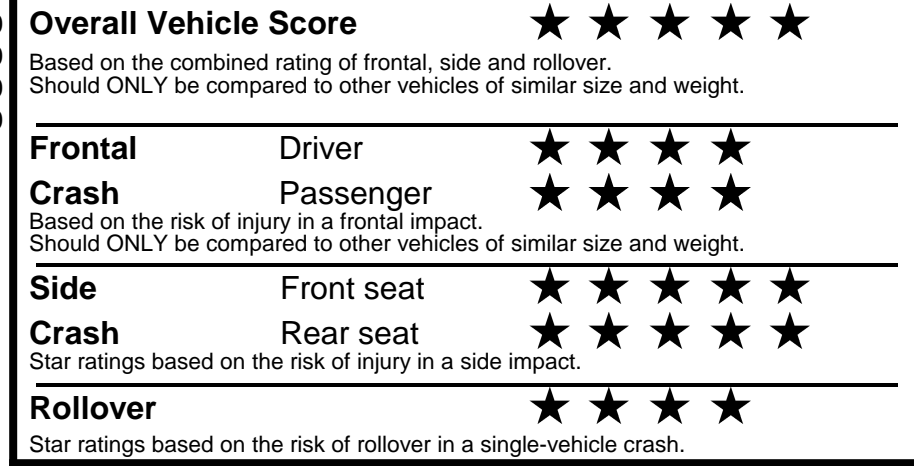 Overall Vehicle Score ★ ★ ★ ★ ★
Based on the combined rating of frontal, side and rollover.
Should ONLY be compared to other vehicles of similar size and weight.
Frontal Driver ★ ★ ★ ★
Crash Passenger ★ ★ ★ ★
Based on the risk of injury in a frontal impact.
Should ONLY be compared to other vehicles of similar size and weight.
Side Front seat ★ ★ ★ ★ ★
Crash Rear seat ★ ★ ★ ★ ★
Star ratings based on the risk of injury in a side impact.
Rollover ★ ★ ★ ★
Star ratings based on the risk of rollover in a single-vehicle crash.